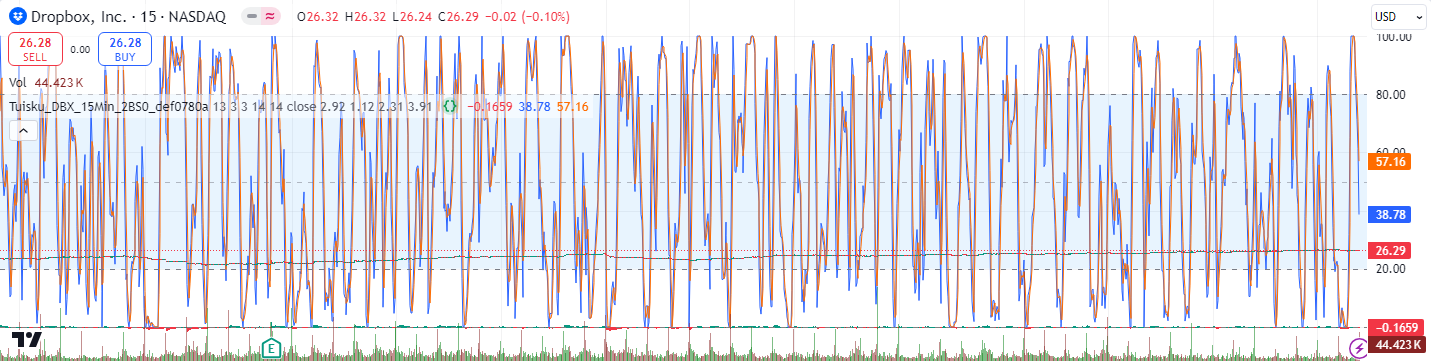 Dropbox, Inc. · 15 · NASDAQ O26.32 H26.32 L26.24 C26.29 −0.02 (−0.10%)
USD
26.28 SELL
0.00
26.28 BUY
Vol 44.423 K
Tuisku_DBX_15Min_2BS0_def0780a 13 3 3 14 14 close 2.92 1.12 2.31 3.91 −0.1659 38.78 57.16
100.00
80.00
60.00
57.16
38.78
26.29
20.00
−0.1659
44.423 K
E